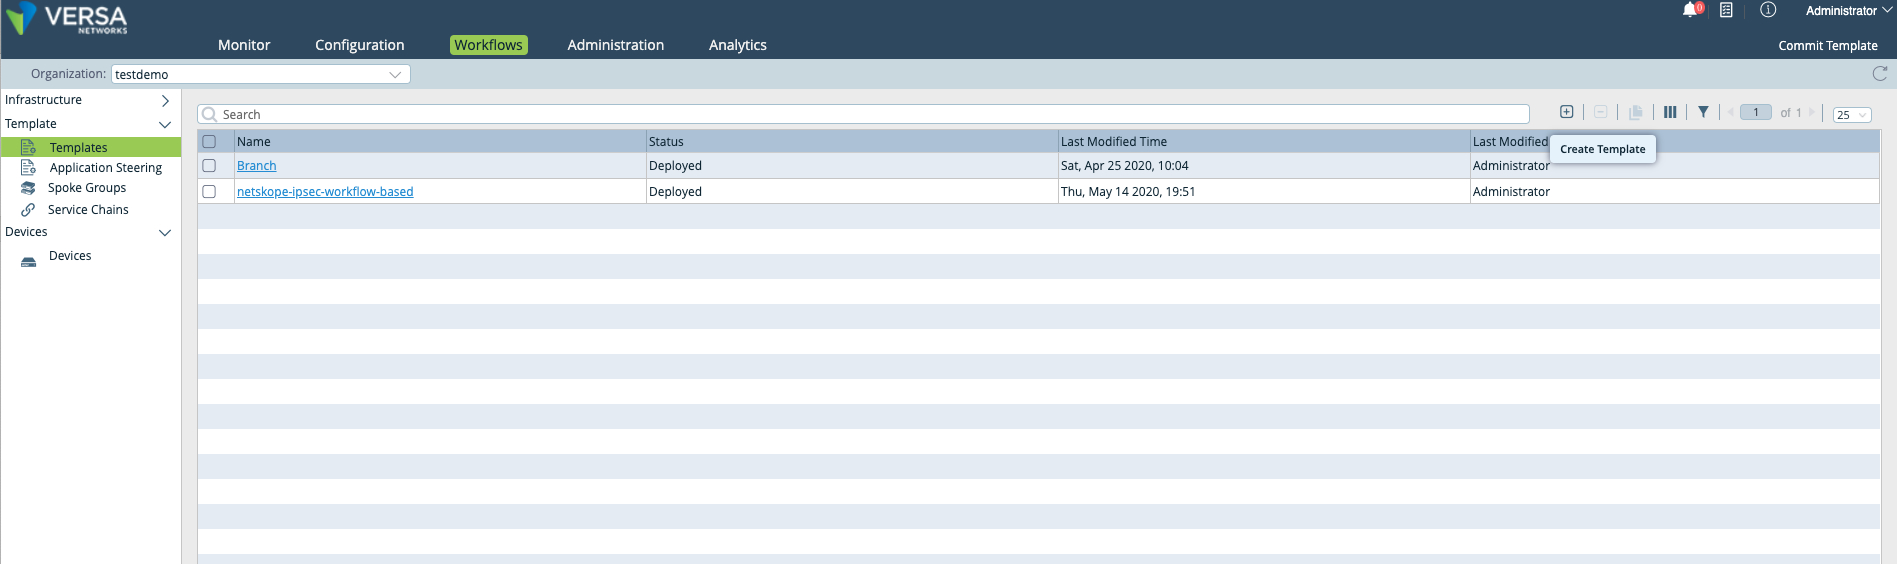 VERSA
NETWORKS
0
Administrator
Monitor
Configuration
Workflows
Administration
Analytics
Commit Template
Organization:
testdemo
Infrastructure
Template
Templates
Application Steering
Spoke Groups
Service Chains
Devices
Devices
Search
1
of 1
25
Name
Status
Last Modified Time
Last Modified
Create Template
Branch
Deployed
Sat, Apr 25 2020, 10:04
Administrator
netskope-ipsec-workflow-based
Deployed
Thu, May 14 2020, 19:51
Administrator